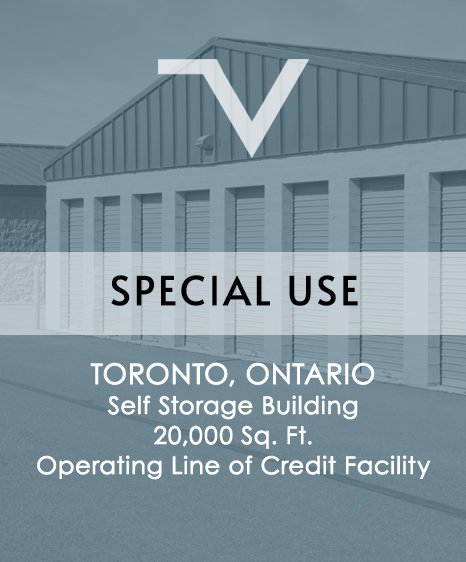 SPECIAL USE
TORONTO, ONTARIO
Self Storage Building
20,000 Sq. Ft.
Operating Line of Credit Facility